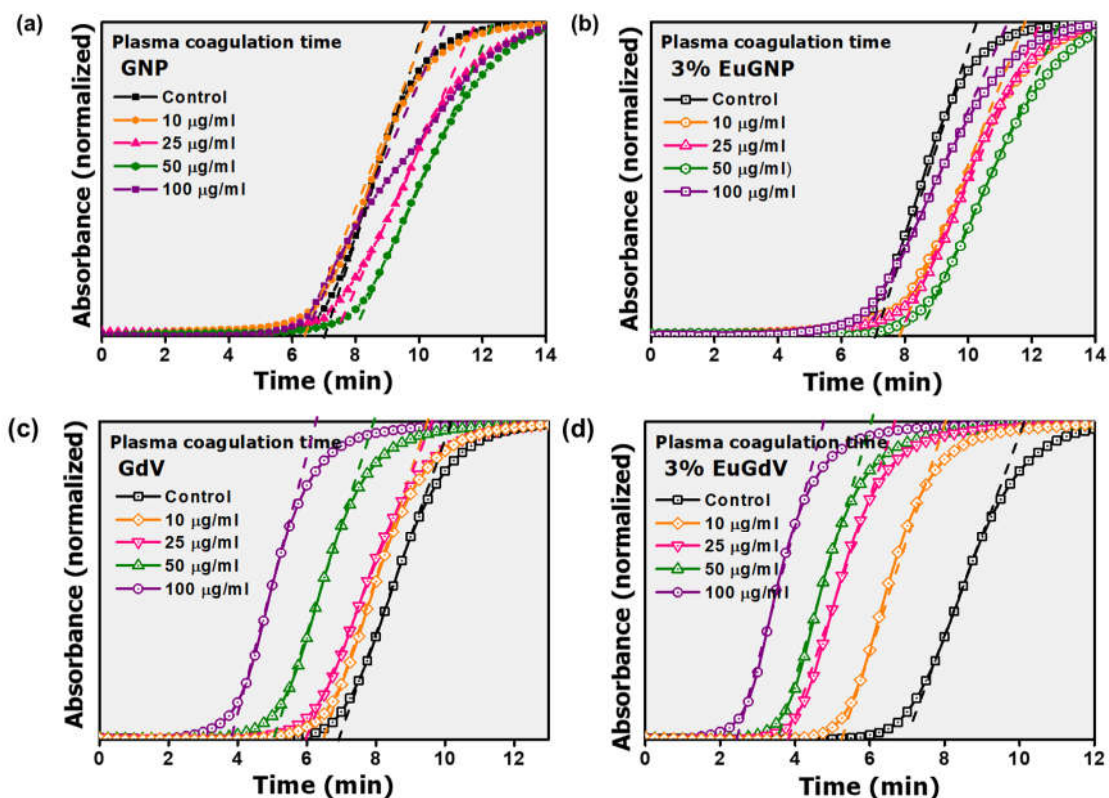 (a)
Plasma coagulation time
GNP
Control
10 μg/ml
25 μg/ml
50 μg/ml
100 μg/ml
Absorbance (normalized)
0 2 4 6 8 10 12 14
Time (min)
(b)
Plasma coagulation time
3% EuGNP
Control
10 μg/ml
25 μg/ml
50 μg/ml)
100 μg/ml
Absorbance (normalized)
0 2 4 6 8 10 12 14
Time (min)
(c)
Plasma coagulation time
GdV
Control
10 μg/ml
25 μg/ml
50 μg/ml
100 μg/ml
Absorbance (normalized)
0 2 4 6 8 10 12
Time (min)
(d)
Plasma coagulation time
3% EuGdV
Control
10 μg/ml
25 μg/ml
50 μg/ml
100 μg/ml
Absorbance (normalized)
0 2 4 6 8 10 12
Time (min)